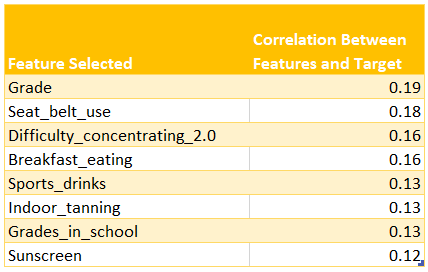 Feature Selected Correlation Between Features and Target
Grade 0.19
Seat_belt_use 0.18
Difficulty_concentrating_2.0 0.16
Breakfast_eating 0.16
Sports_drinks 0.13
Indoor_tanning 0.13
Grades_in_school 0.13
Sunscreen 0.12